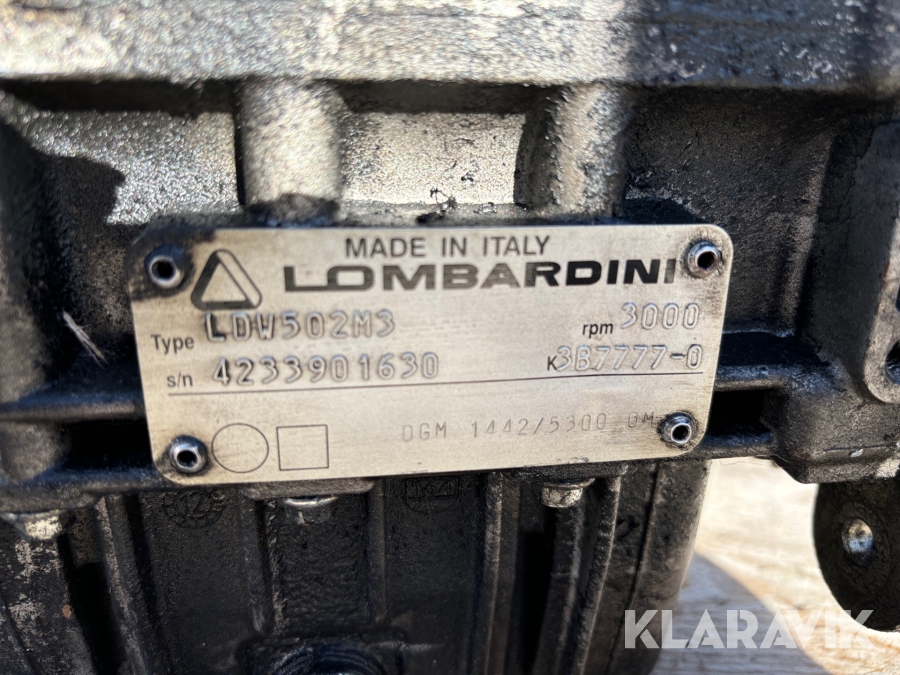 MADE IN ITALY
LOMBARDINI
Type LDW502M3 rpm 3000
s/n 4233901630 K 3B7777-0
DGM 1442/5300 OM
KLARAVIK